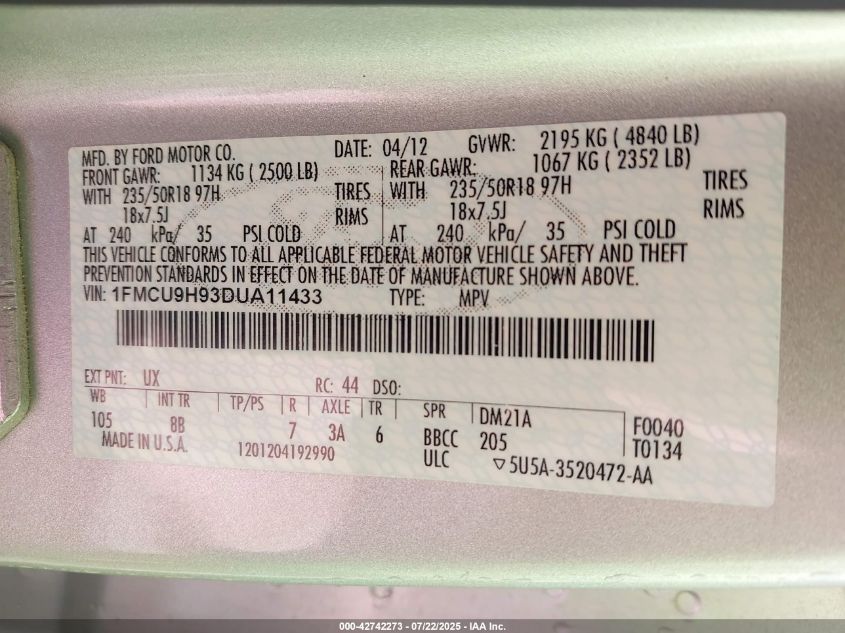 MFD. BY FORD MOTOR CO. DATE: 04/12 GVWR: 2195 KG ( 4840 LB)
FRONT GAWR: 1134 KG ( 2500 LB) REAR GAWR: 1067 KG ( 2352 LB)
WITH 235/50R18 97H TIRES WITH 235/50R18 97H TIRES
18x7.5J RIMS 18x7.5J RIMS
AT 240 kPa/ 35 PSI COLD AT 240 kPa/ 35 PSI COLD
THIS VEHICLE CONFORMS TO ALL APPLICABLE FEDERAL MOTOR VEHICLE SAFETY AND THEFT
PREVENTION STANDARDS IN EFFECT ON THE DATE OF MANUFACTURE SHOWN ABOVE.
VIN: 1FMCU9H93DUA11433 TYPE: MPV
EXT PNT: UX RC: 44 DSO:
WB INT TR TP/PS R AXLE TR SPR DM21A F0040
105 8B 7 3A 6 BBCC 205 T0134
MADE IN U.S.A. 1201204192990 ULC ▽5U5A-3520472-AA
000-42742273 / 07/22/2025 - IAA Inc.